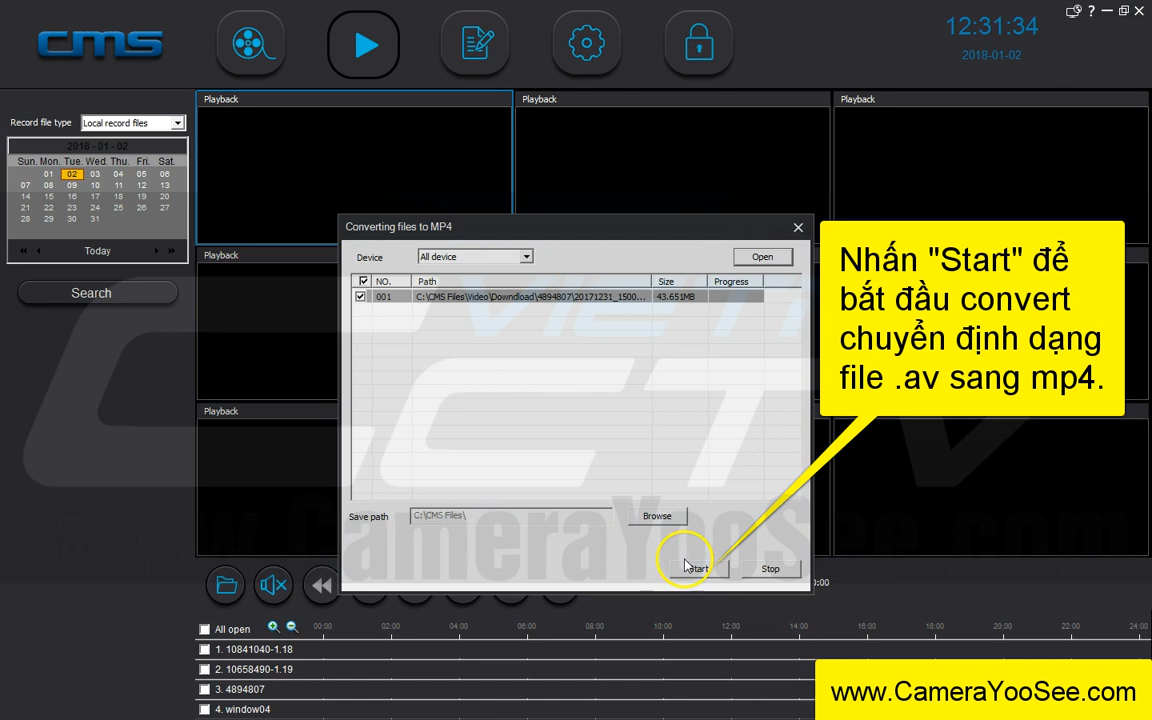 cms
?
12:31:34
2018-01-02
Record file type
Local record files
2018 - 01 - 02
Sun. Mon. Tue. Wed. Thu. Fri. Sat.
01 02 03 04 05 06
07 08 09 10 11 12 13
14 15 16 17 18 19 20
21 22 23 24 25 26 27
28 29 30 31
Today
Search
Playback
Playback
Playback
Playback
Playback
Converting files to MP4
Device
All device
Open
NO. Path Size Progress
001 C:\CMS Files\Video\Downdload\4894807\20171231_1500... 43.651MB
Save path
C:\CMS Files\
Browse
Stop
Nhấn "Start" để
bắt đầu convert
chuyển định dạng
file .av sang mp4.
CCTV
www.CameraYooSee.com
All open
00:00 02:00 04:00 06:00 08:00 10:00 12:00 14:00 16:00 18:00 20:00 22:00 24:00
1. 10841040-1.18
2. 10658490-1.19
3. 4894807
4. window04
www.CameraYooSee.com